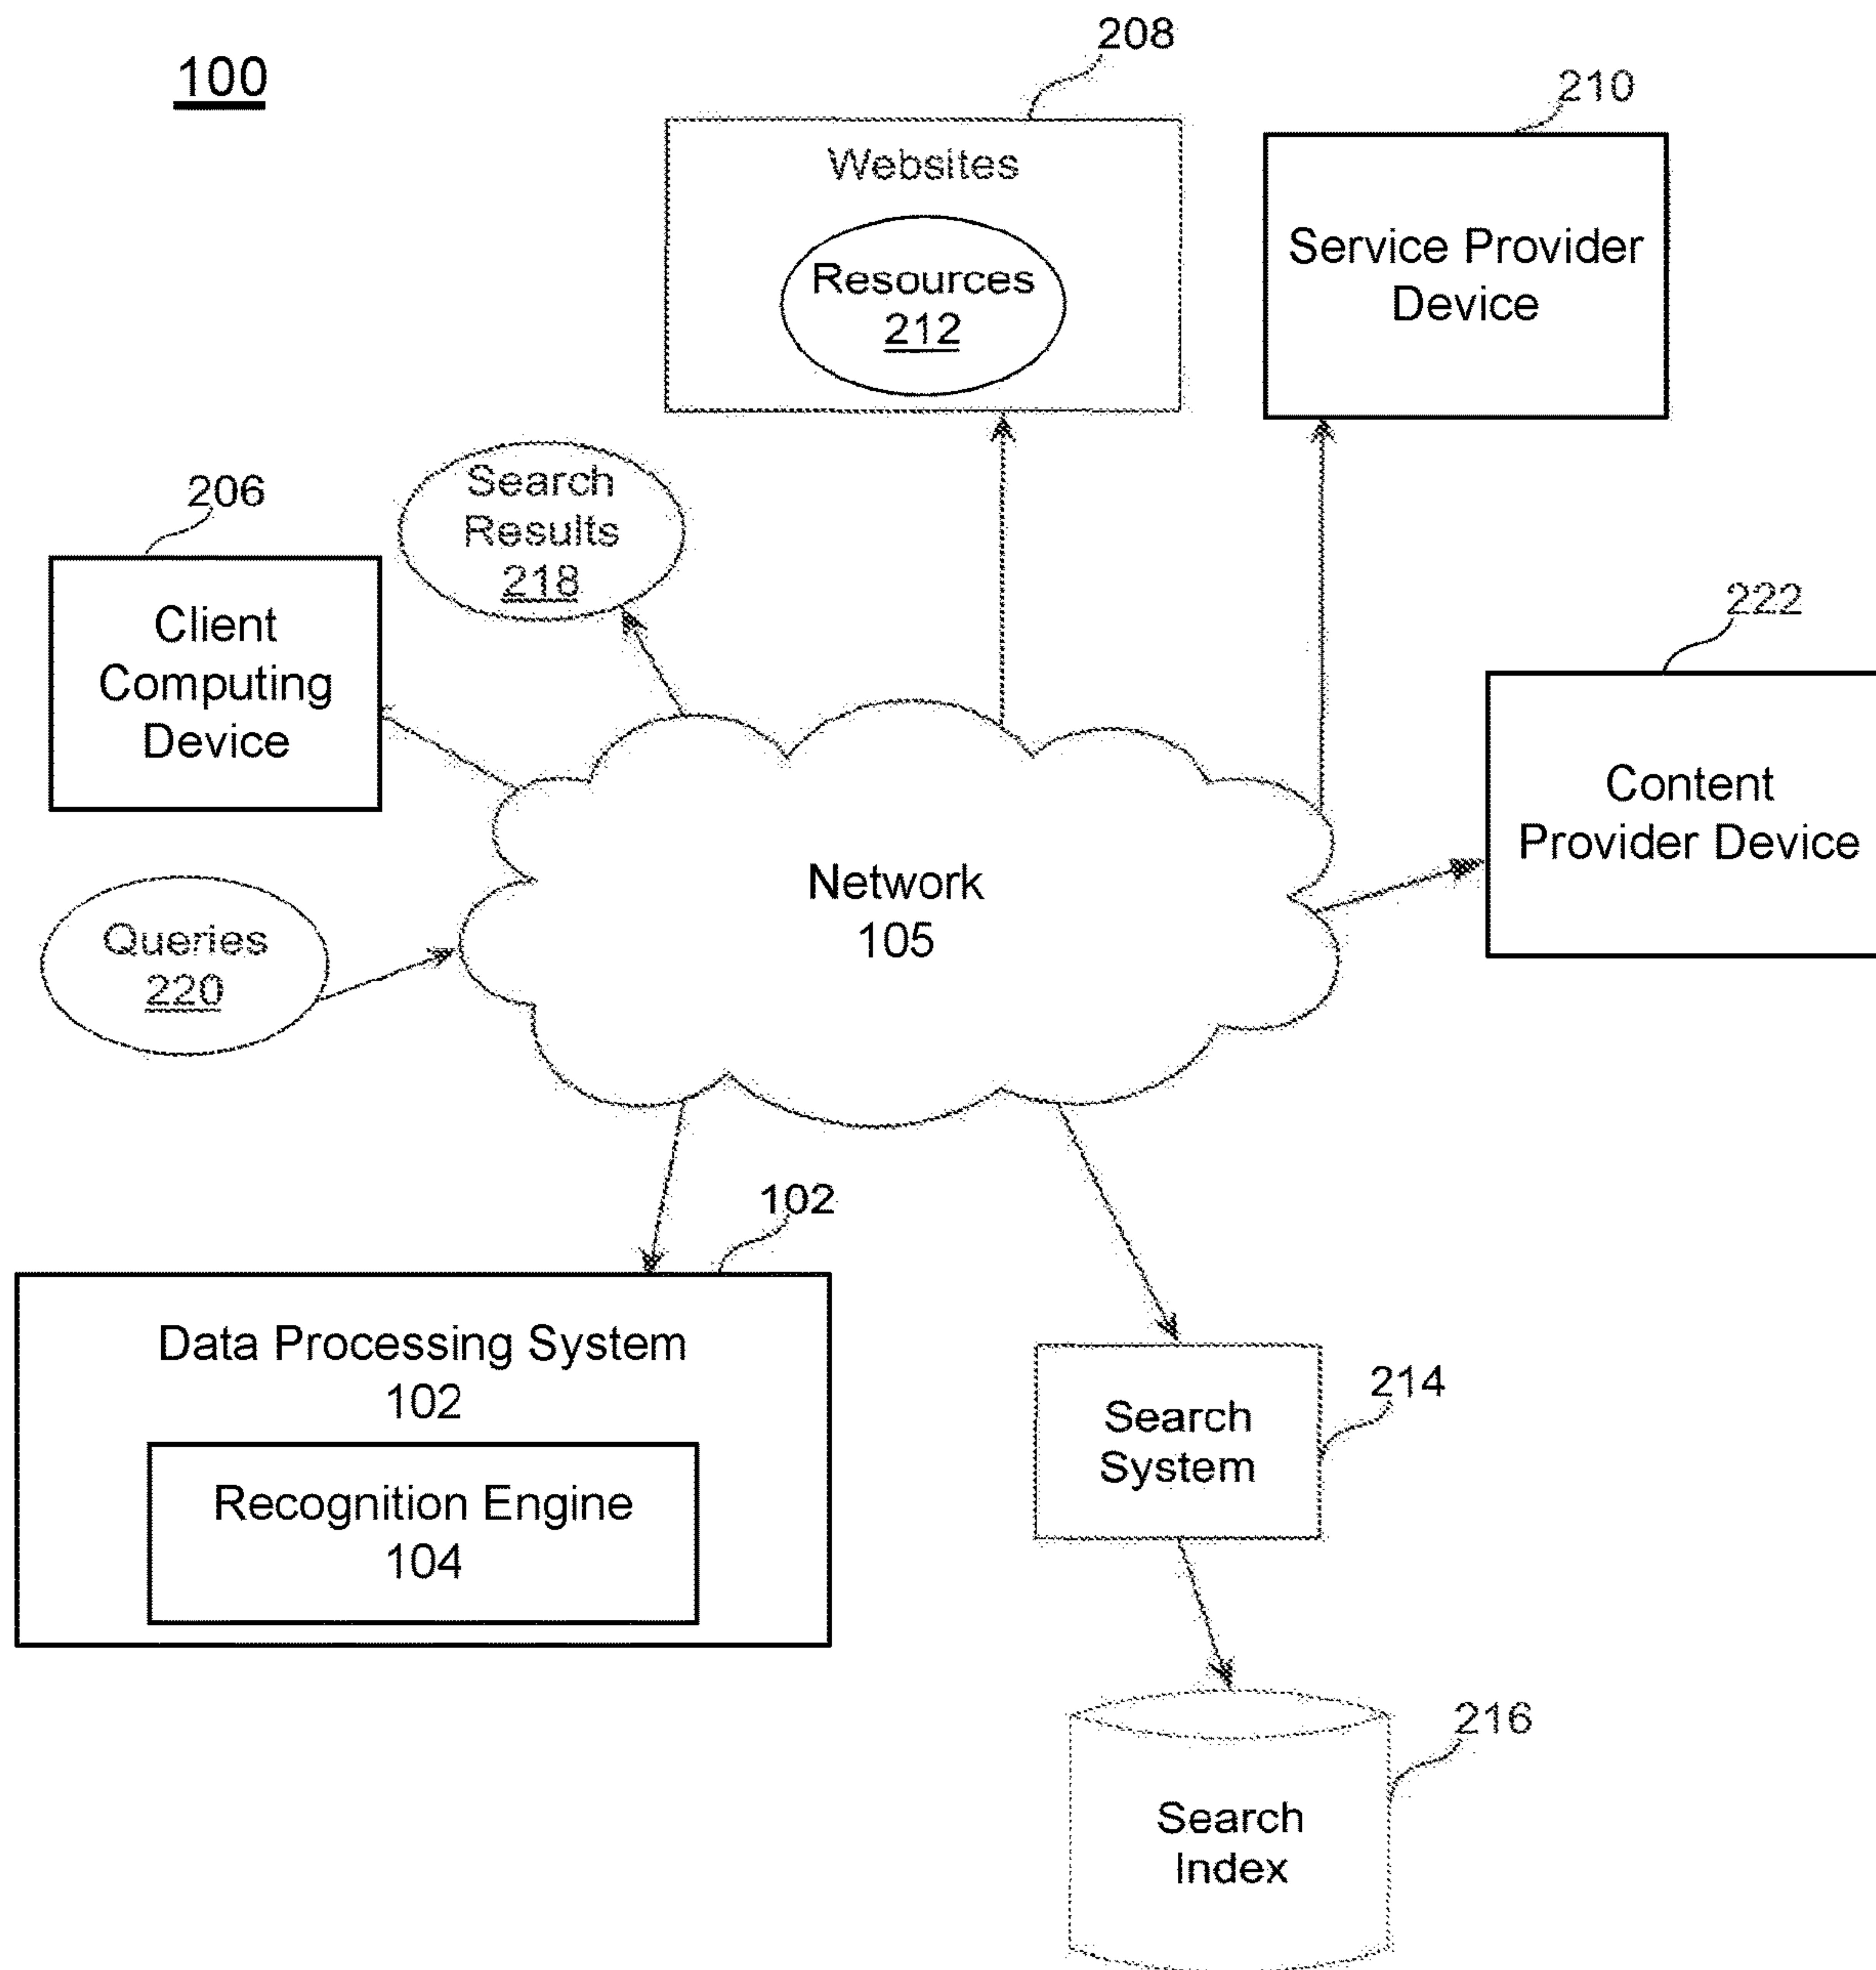 100
208
210
Websites
Resources
212
Service Provider
Device
206
Search
Results
218
Client
Computing
Device
222
Content
Provider Device
Network
105
Queries
220
102
Data Processing System
102
Recognition Engine
104
214
Search
System
216
Search
Index